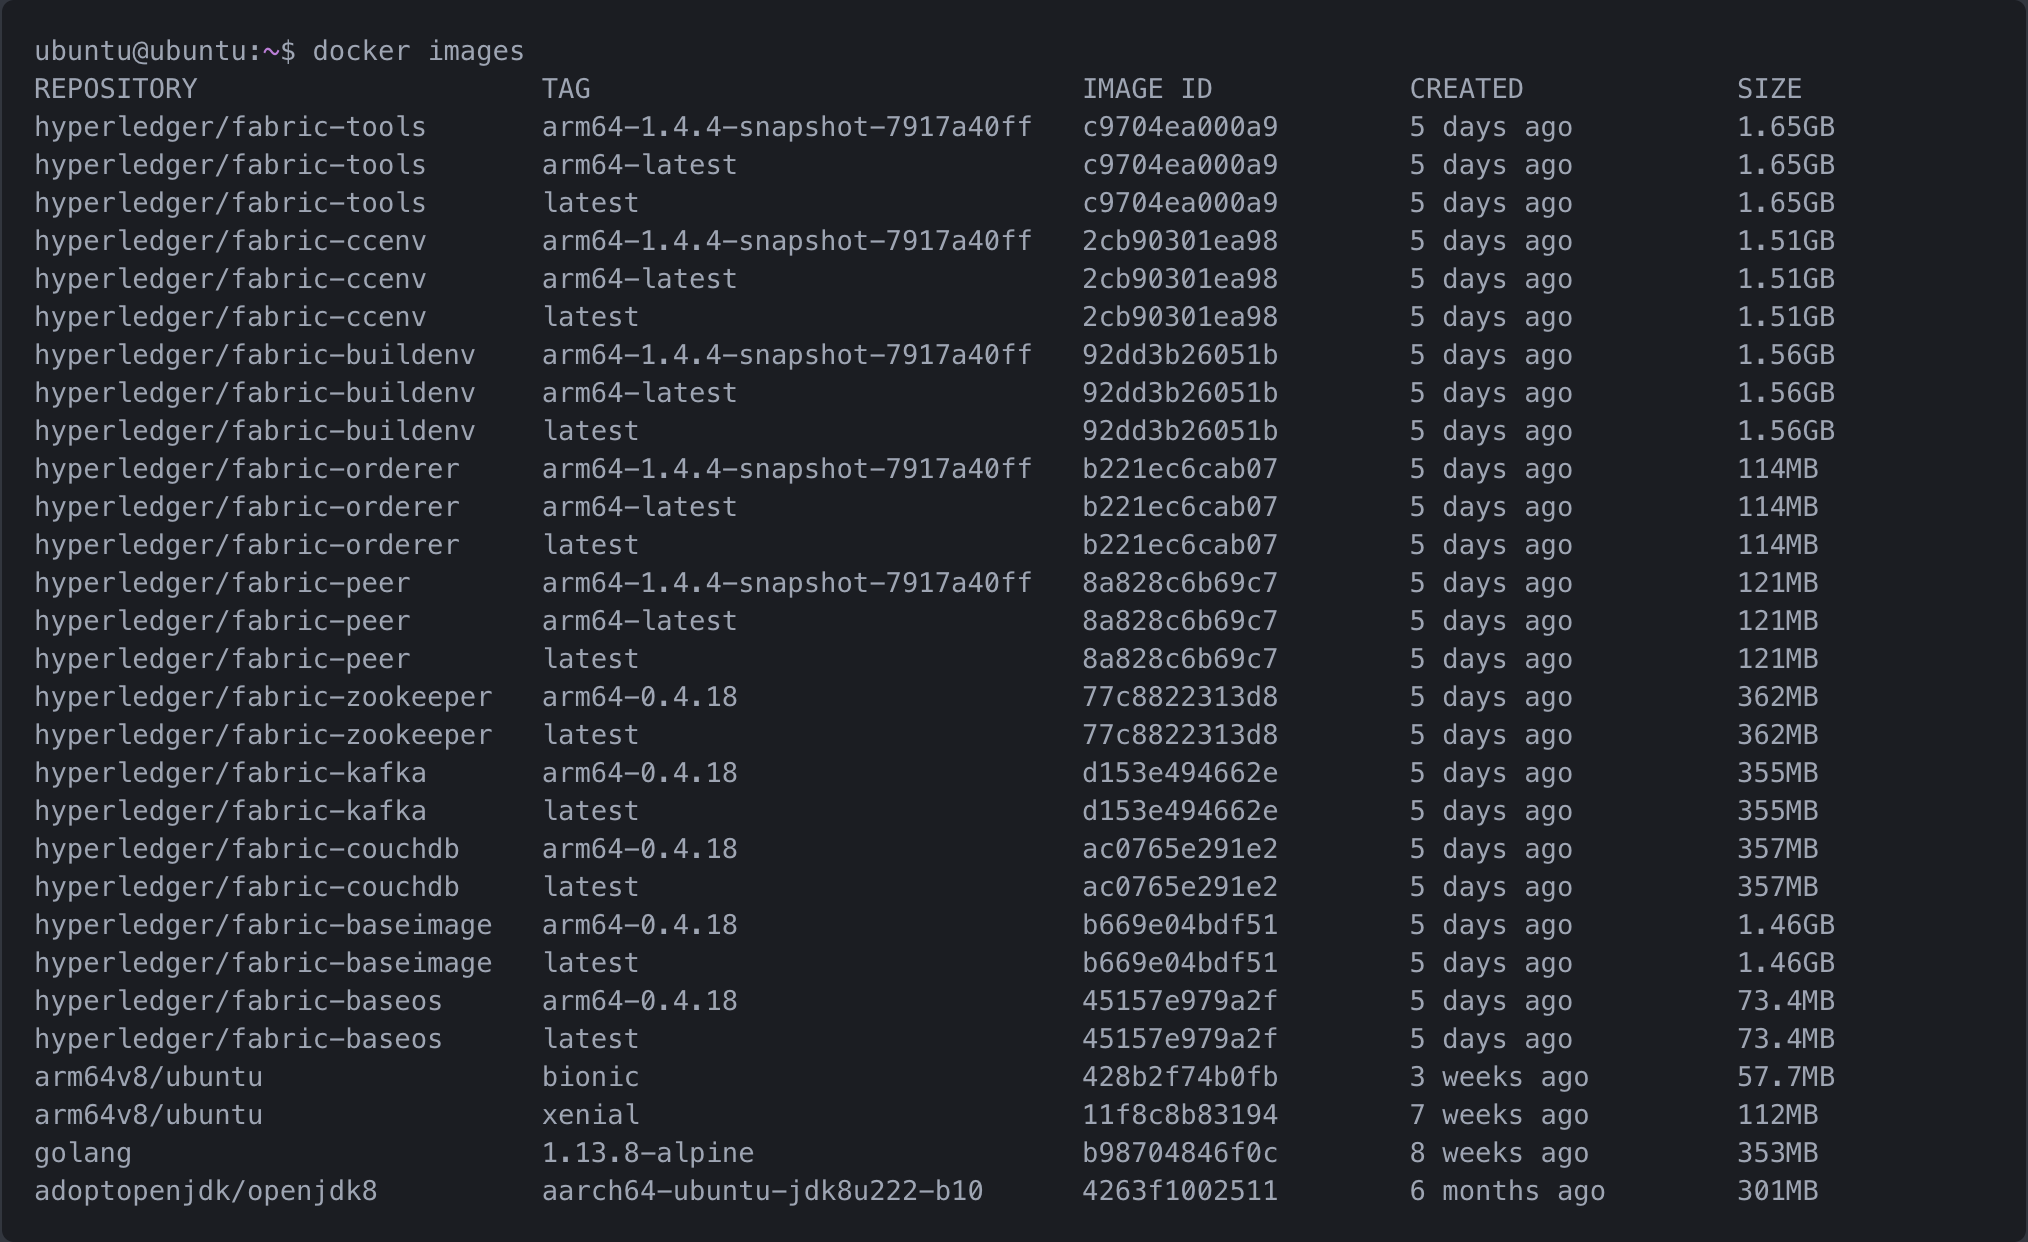 ubuntu@ubuntu:~$ docker images
REPOSITORY TAG IMAGE ID CREATED SIZE
hyperledger/fabric-tools arm64-1.4.4-snapshot-7917a40ff c9704ea000a9 5 days ago 1.65GB
hyperledger/fabric-tools arm64-latest c9704ea000a9 5 days ago 1.65GB
hyperledger/fabric-tools latest c9704ea000a9 5 days ago 1.65GB
hyperledger/fabric-ccenv arm64-1.4.4-snapshot-7917a40ff 2cb90301ea98 5 days ago 1.51GB
hyperledger/fabric-ccenv arm64-latest 2cb90301ea98 5 days ago 1.51GB
hyperledger/fabric-ccenv latest 2cb90301ea98 5 days ago 1.51GB
hyperledger/fabric-buildenv arm64-1.4.4-snapshot-7917a40ff 92dd3b26051b 5 days ago 1.56GB
hyperledger/fabric-buildenv arm64-latest 92dd3b26051b 5 days ago 1.56GB
hyperledger/fabric-buildenv latest 92dd3b26051b 5 days ago 1.56GB
hyperledger/fabric-orderer arm64-1.4.4-snapshot-7917a40ff b221ec6cab07 5 days ago 114MB
hyperledger/fabric-orderer arm64-latest b221ec6cab07 5 days ago 114MB
hyperledger/fabric-orderer latest b221ec6cab07 5 days ago 114MB
hyperledger/fabric-peer arm64-1.4.4-snapshot-7917a40ff 8a828c6b69c7 5 days ago 121MB
hyperledger/fabric-peer arm64-latest 8a828c6b69c7 5 days ago 121MB
hyperledger/fabric-peer latest 8a828c6b69c7 5 days ago 121MB
hyperledger/fabric-zookeeper arm64-0.4.18 77c8822313d8 5 days ago 362MB
hyperledger/fabric-zookeeper latest 77c8822313d8 5 days ago 362MB
hyperledger/fabric-kafka arm64-0.4.18 d153e494662e 5 days ago 355MB
hyperledger/fabric-kafka latest d153e494662e 5 days ago 355MB
hyperledger/fabric-couchdb arm64-0.4.18 ac0765e291e2 5 days ago 357MB
hyperledger/fabric-couchdb latest ac0765e291e2 5 days ago 357MB
hyperledger/fabric-baseimage arm64-0.4.18 b669e04bdf51 5 days ago 1.46GB
hyperledger/fabric-baseimage latest b669e04bdf51 5 days ago 1.46GB
hyperledger/fabric-baseos arm64-0.4.18 45157e979a2f 5 days ago 73.4MB
hyperledger/fabric-baseos latest 45157e979a2f 5 days ago 73.4MB
arm64v8/ubuntu bionic 428b2f74b0fb 3 weeks ago 57.7MB
arm64v8/ubuntu xenial 11f8c8b83194 7 weeks ago 112MB
golang 1.13.8-alpine b98704846f0c 8 weeks ago 353MB
adoptopenjdk/openjdk8 aarch64-ubuntu-jdk8u222-b10 4263f1002511 6 months ago 301MB